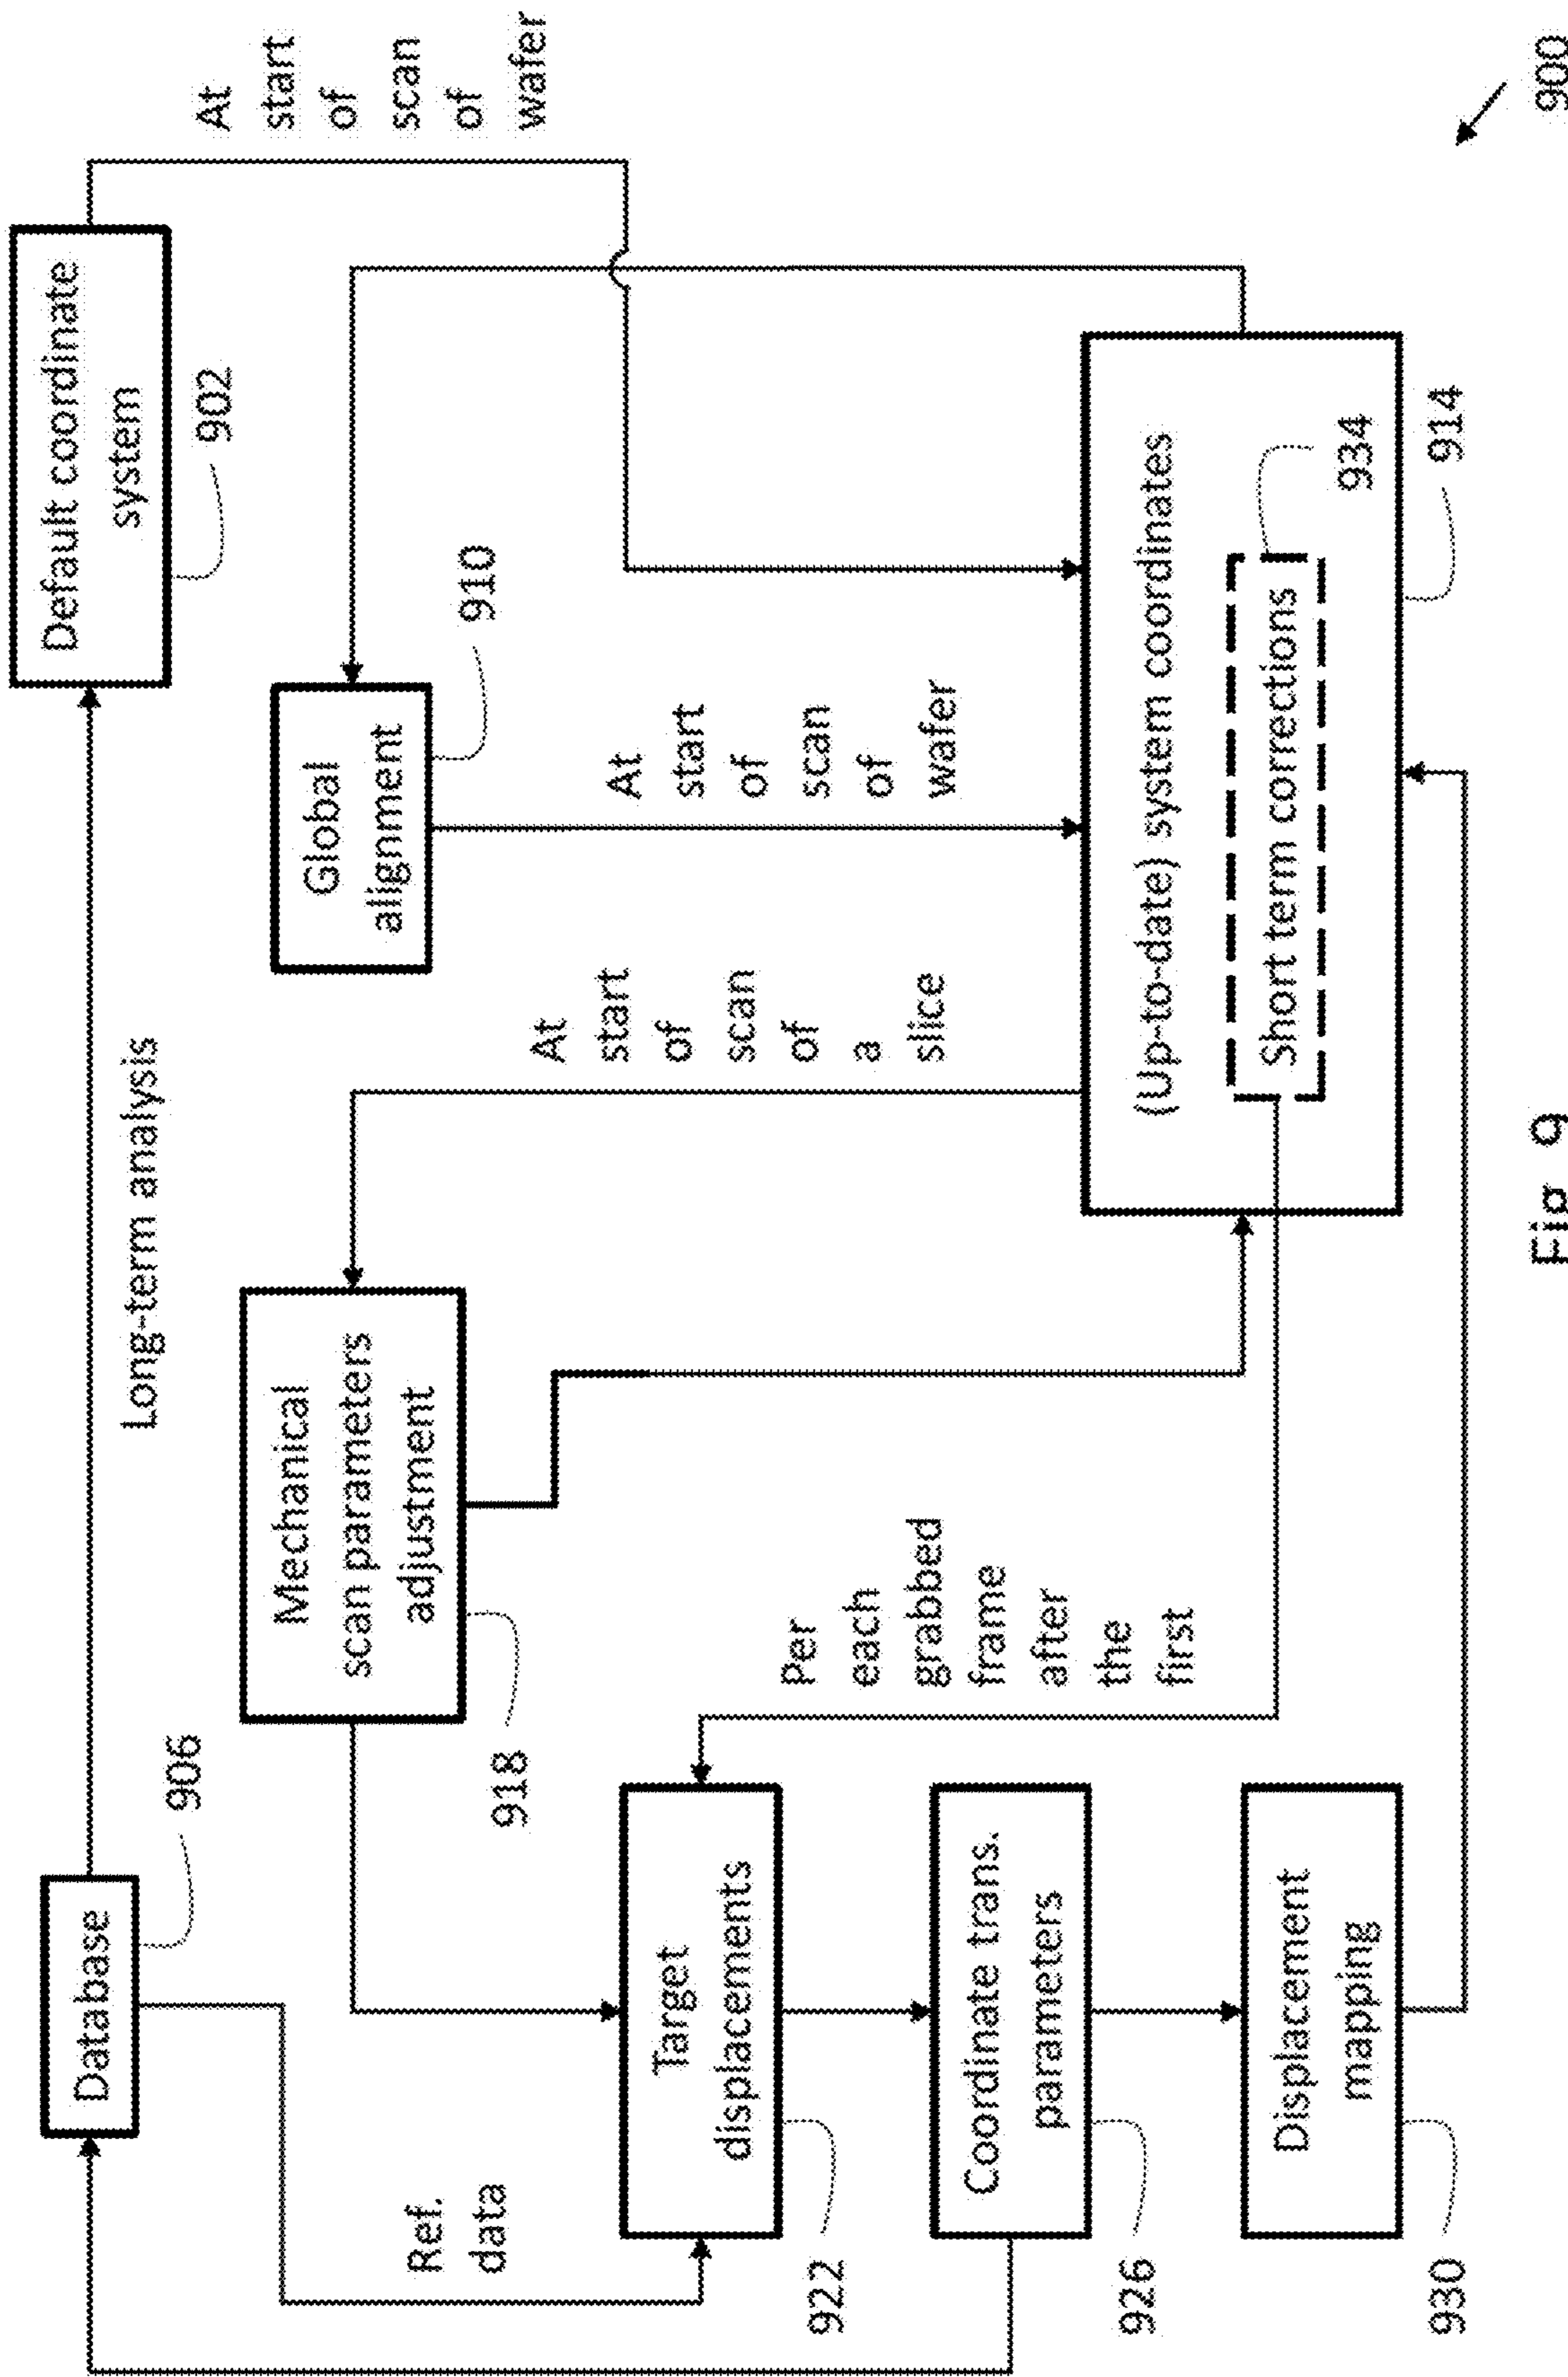 Database
906
Long-term analysis
Default coordinate
system
902
At
start
of
scan
of
wafer
Mechanical
scan parameters
adjustment
918
Global
alignment
910
Ref.
data
At
start
of
scan
of
a
slice
At
start
of
scan
of
wafer
Target
displacements
922
Per
each
grabbed
frame
after
the
first
Coordinate trans.
parameters
926
(Up-to-date) system coordinates
Short term corrections
934
914
Displacement
mapping
930
Fig. 9
900